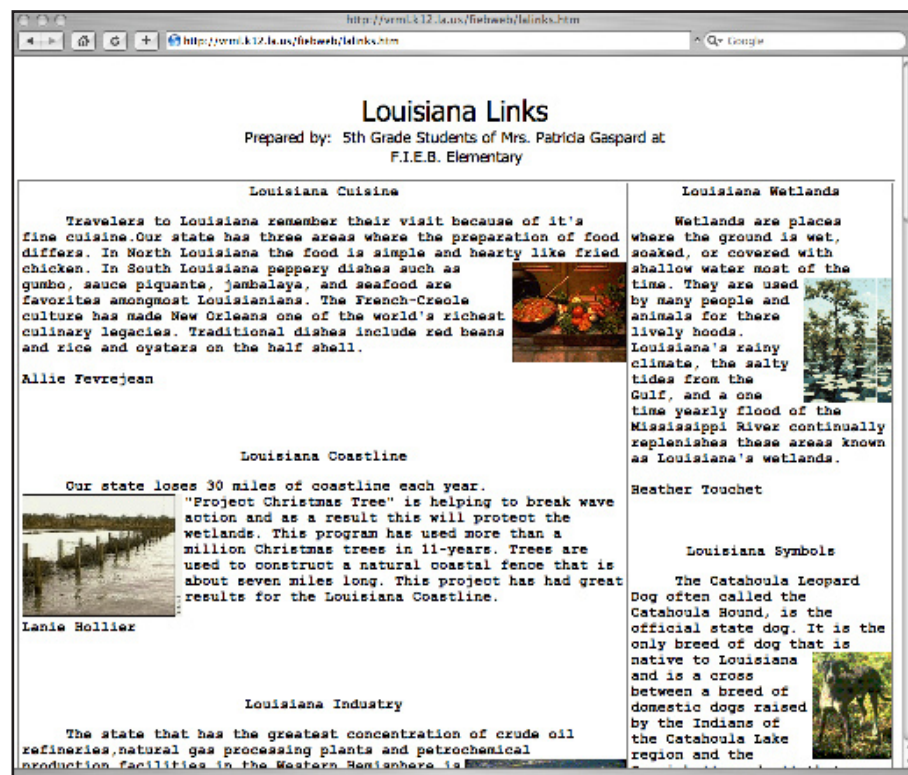 http://vrml.k12.la.us/fiebweb/lalinks.htm
http://vrml.k12.la.us/fiebweb/lalinks.htm
Google
Louisiana Links
Prepared by: 5th Grade Students of Mrs. Patricia Gaspard at
F.I.E.B. Elementary
Louisiana Cuisine
Travelers to Louisiana remember their visit because of it's
fine cuisine.Our state has three areas where the preparation of food
differs. In North Louisiana the food is simple and hearty like fried
chicken. In South Louisiana peppery dishes such as
gumbo, sauce piquante, jambalaya, and seafood are
favorites amongmost Louisianians. The French-Creole
culture has made New Orleans one of the world's richest
culinary legacies. Traditional dishes include red beans
and rice and oysters on the half shell.
Allie Fevrejean
Louisiana Coastline
Our state loses 30 miles of coastline each year.
"Project Christmas Tree" is helping to break wave
action and as a result this will protect the
wetlands. This program has used more than a
million Christmas trees in 11-years. Trees are
used to construct a natural coastal fence that is
about seven miles long. This project has had great
results for the Louisiana Coastline.
Lanie Hollier
Louisiana Industry
The state that has the greatest concentration of crude oil
refineries,natural gas processing plants and petrochemical
production facilities in the Western Hemisphere is
Louisiana Wetlands
Wetlands are places
where the ground is wet,
soaked, or covered with
shallow water most of the
time. They are used
by many people and
animals for there
lively hoods.
Louisiana's rainy
climate, the salty
tides from the
Gulf, and a one
time yearly flood of the
Mississippi River continually
replenishes these areas known
as Louisiana's wetlands.
Heather Touchet
Louisiana Symbols
The Catahoula Leopard
Dog often called the
Catahoula Hound, is the
official state dog. It is the
only breed of dog that is
native to Louisiana
and is a cross
between a breed of
domestic dogs raised
by the Indians of
the Catahoula Lake
region and the